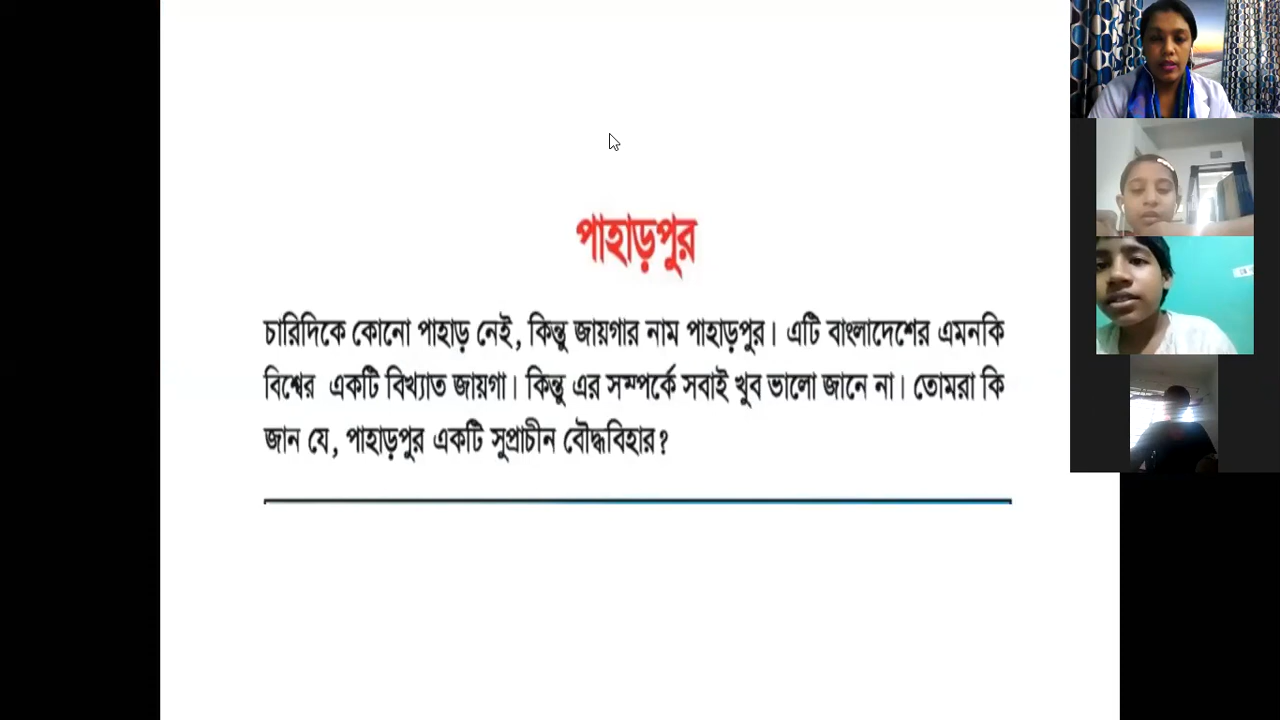 পাহাড়পুর
চারিদিকে কোনো পাহাড় নেই, কিন্তু জায়গার নাম পাহাড়পুর। এটি বাংলাদেশের এমনকি
বিশ্বের একটি বিখ্যাত জায়গা। কিন্তু এর সম্পর্কে সবাই খুব ভালো জানে না। তোমরা কি
জান যে, পাহাড়পুর একটি সুপ্রাচীন বৌদ্ধবিহার?